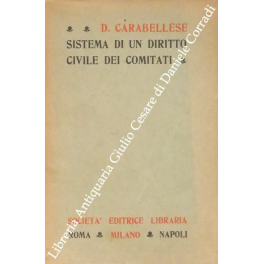 D. CARABELLESE
SISTEMA DI UN DIRITTO
CIVILE DEI COMITATI
Libreria Antiquaria Giulio Cesare di Daniele Corradi
SOCIETA' EDITRICE LIBRARIA
ROMA MILANO NAPOLI